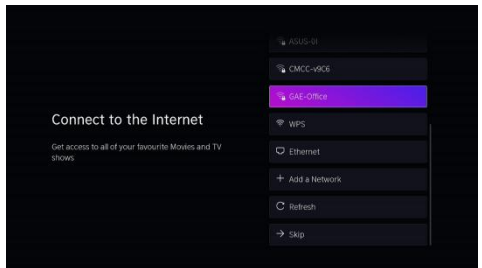 Connect to the Internet
Get access to all of your favourite Movies and TV
shows
ASUS-01
CMCC-v9C6
GAE-Office
WPS
Ethernet
Add a Network
Refresh
Skip